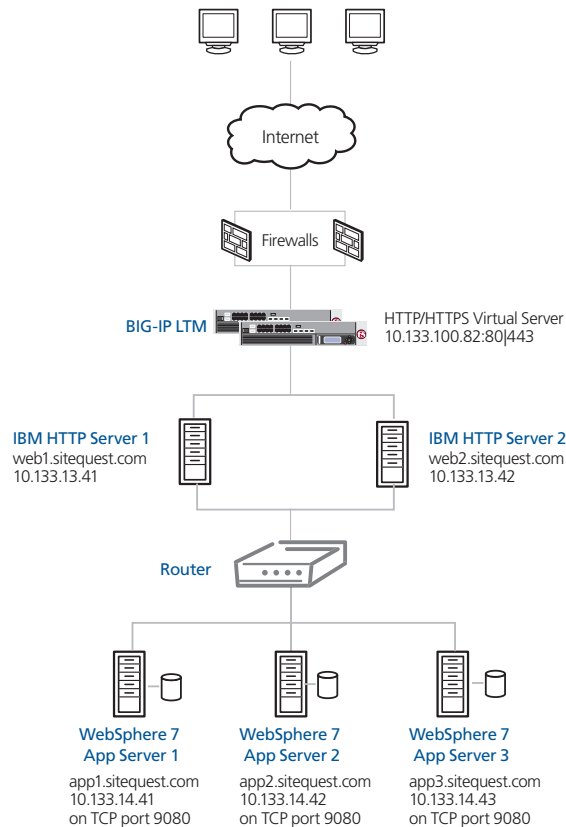 Internet
Firewalls
BIG-IP LTM
HTTP/HTTPS Virtual Server
10.133.100.82:80|443
IBM HTTP Server 1
web1.sitequest.com
10.133.13.41
IBM HTTP Server 2
web2.sitequest.com
10.133.13.42
Router
WebSphere 7
App Server 1
app1.sitequest.com
10.133.14.41
on TCP port 9080
WebSphere 7
App Server 2
app2.sitequest.com
10.133.14.42
on TCP port 9080
WebSphere 7
App Server 3
app3.sitequest.com
10.133.14.43
on TCP port 9080